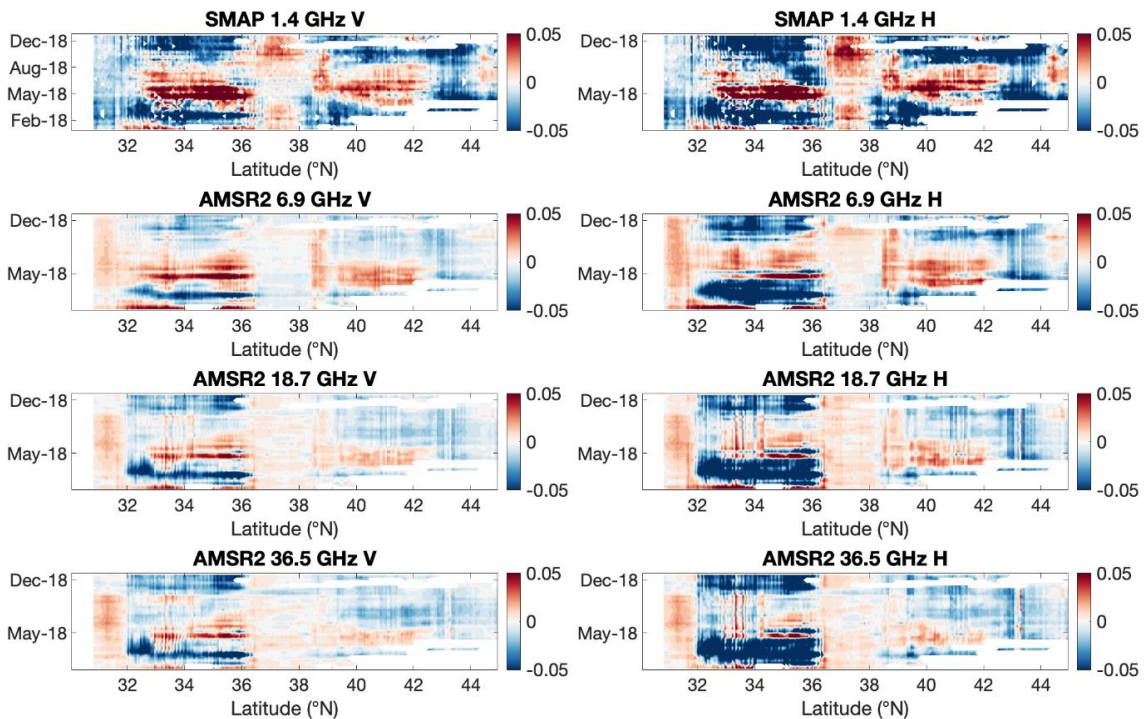 SMAP 1.4 GHz V
Dec-18
Aug-18
May-18
Feb-18
32 34 36 38 40 42 44
Latitude (°N)
0.05
0
-0.05
SMAP 1.4 GHz H
Dec-18
May-18
32 34 36 38 40 42 44
Latitude (°N)
0.05
0
-0.05
AMSR2 6.9 GHz V
Dec-18
May-18
32 34 36 38 40 42 44
Latitude (°N)
0.05
0
-0.05
AMSR2 6.9 GHz H
Dec-18
May-18
32 34 36 38 40 42 44
Latitude (°N)
0.05
0
-0.05
AMSR2 18.7 GHz V
Dec-18
May-18
32 34 36 38 40 42 44
Latitude (°N)
0.05
0
-0.05
AMSR2 18.7 GHz H
Dec-18
May-18
32 34 36 38 40 42 44
Latitude (°N)
0.05
0
-0.05
AMSR2 36.5 GHz V
Dec-18
May-18
32 34 36 38 40 42 44
Latitude (°N)
0.05
0
-0.05
AMSR2 36.5 GHz H
Dec-18
May-18
32 34 36 38 40 42 44
Latitude (°N)
0.05
0
-0.05